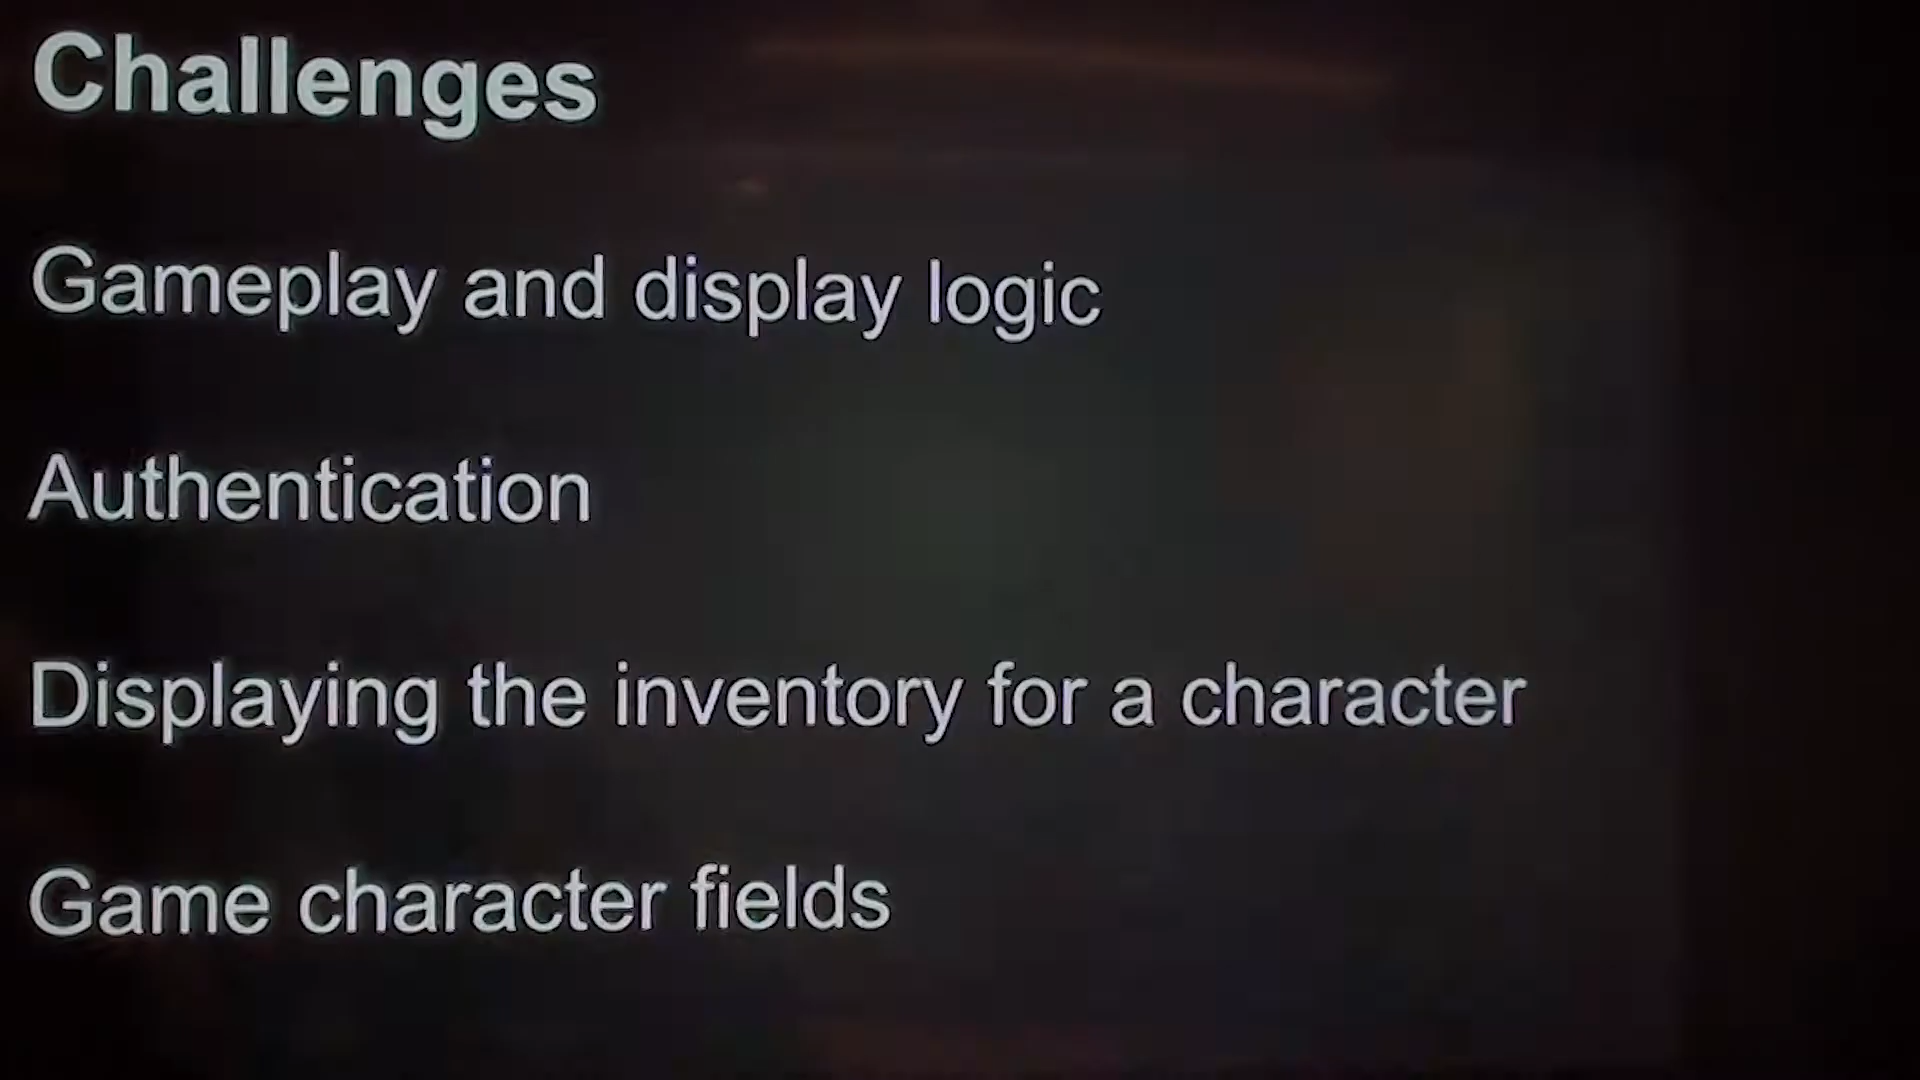 Challenges
Gameplay and display logic
Authentication
Displaying the inventory for a character
Game character fields